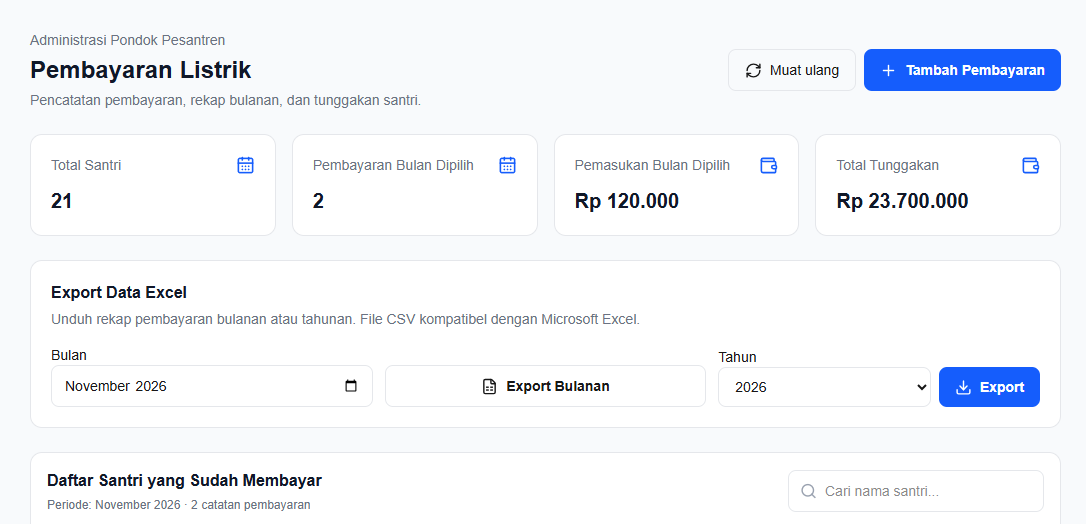 Administrasi Pondok Pesantren
Pembayaran Listrik
Pencatatan pembayaran, rekap bulanan, dan tunggakan santri.
Muat ulang
Tambah Pembayaran
Total Santri
21
Pembayaran Bulan Dipilih
2
Pemasukan Bulan Dipilih
Rp 120.000
Total Tunggakan
Rp 23.700.000
Export Data Excel
Unduh rekap pembayaran bulanan atau tahunan. File CSV kompatibel dengan Microsoft Excel.
Bulan
November 2026
Export Bulanan
Tahun
2026
Export
Daftar Santri yang Sudah Membayar
Periode: November 2026 · 2 catatan pembayaran
Cari nama santri...